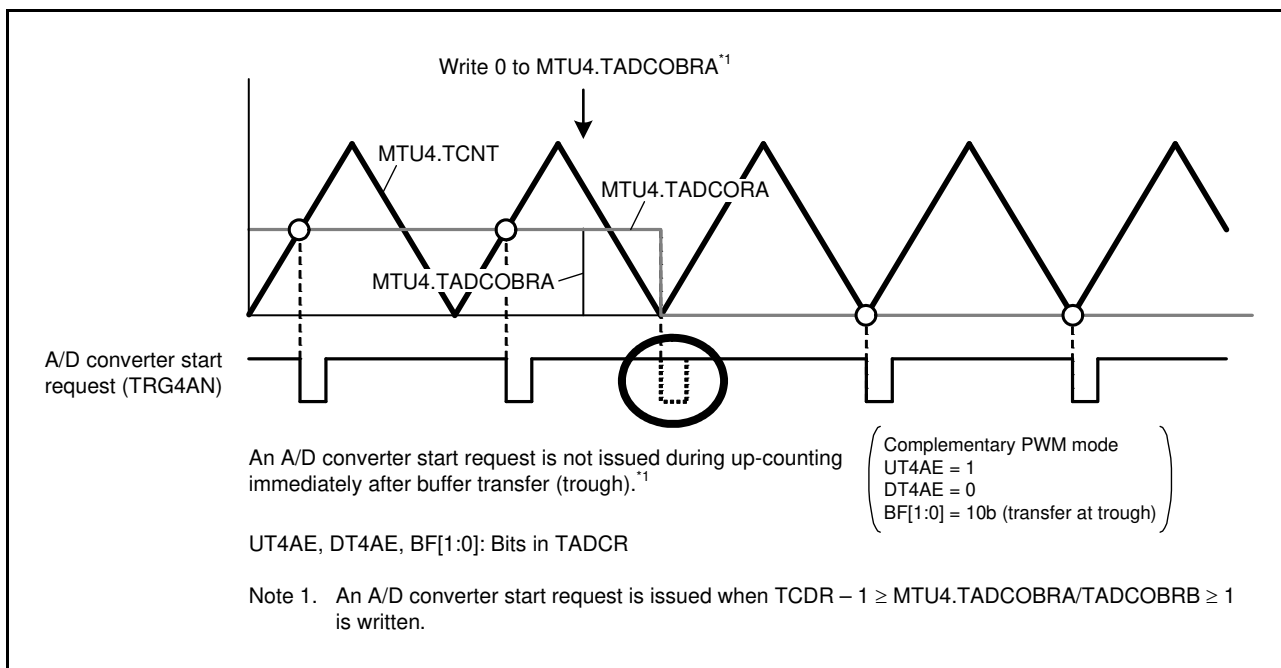 Write 0 to MTU4.TADCOBRA*1
MTU4.TCNT
MTU4.TADCORA
MTU4.TADCOBRA
A/D converter start
request (TRG4AN)
An A/D converter start request is not issued during up-counting
immediately after buffer transfer (trough).*1
Complementary PWM mode
UT4AE = 1
DT4AE = 0
BF[1:0] = 10b (transfer at trough)
UT4AE, DT4AE, BF[1:0]: Bits in TADCR
Note 1. An A/D converter start request is issued when TCDR – 1 ≥ MTU4.TADCOBRA/TADCOBRB ≥ 1
is written.